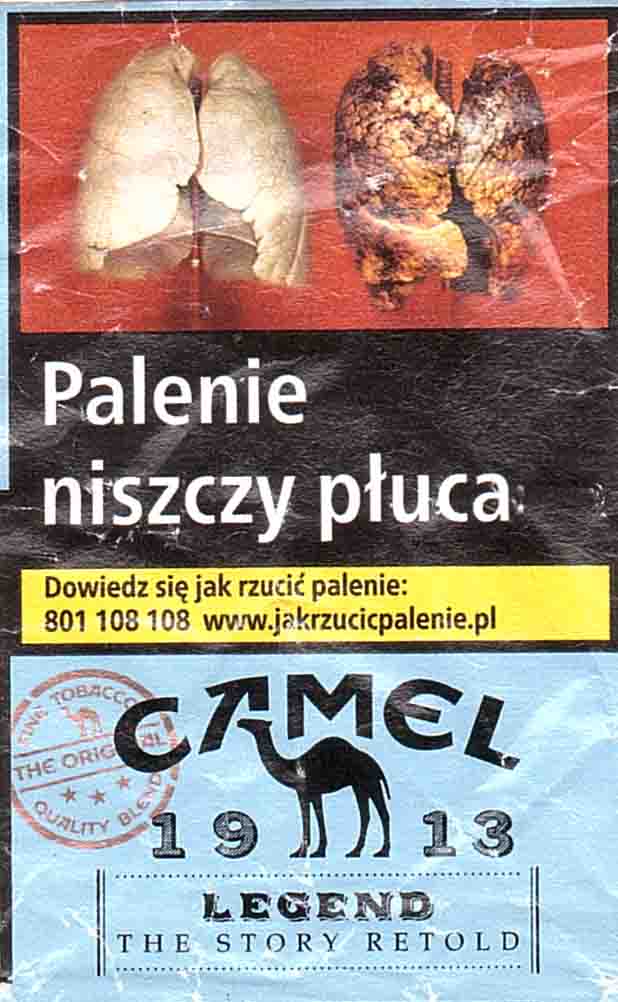 Palenie
niszczy płuca
Dowiedz się jak rzucić palenie:
801 108 108 www.jakrzucicpalenie.pl
FINE TOBACCO
THE ORIGINAL
QUALITY BLEND
CAMEL
19 13
LEGEND
THE STORY RETOLD